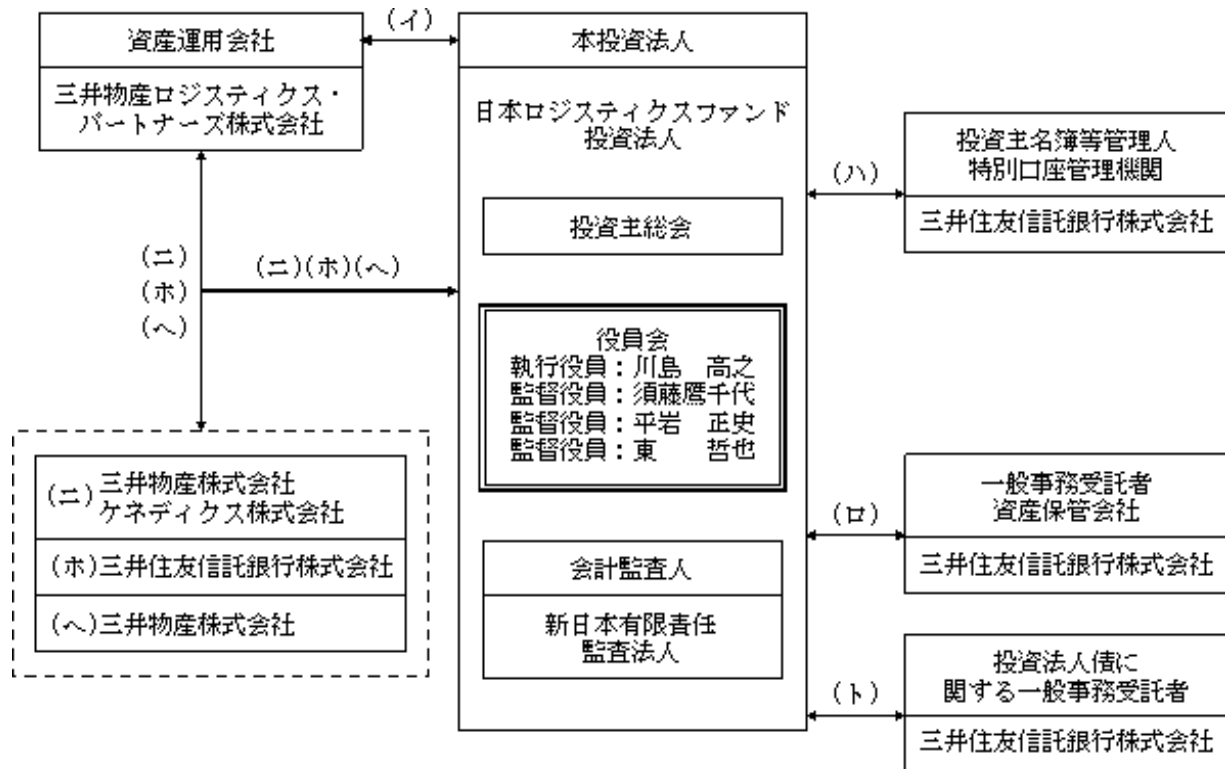 資産運用会社
三井物産ロジスティクス・
パートナーズ株式会社
(イ)
本投資法人
日本ロジスティクスファンド
投資法人
投資主総会
役員会
執行役員：川島　高之
監督役員：須藤鷹千代
監督役員：平岩　正史
監督役員：東　　哲也
会計監査人
新日本有限責任
監査法人
(ニ)
(ホ)
(ヘ)
(ニ)(ホ)(ヘ)
(ニ)三井物産株式会社
ケネディクス株式会社
(ホ)三井住友信託銀行株式会社
(ヘ)三井物産株式会社
(ハ)
投資主名簿等管理人
特別口座管理機関
三井住友信託銀行株式会社
(ロ)
一般事務受託者
資産保管会社
三井住友信託銀行株式会社
(ト)
投資法人債に
関する一般事務受託者
三井住友信託銀行株式会社